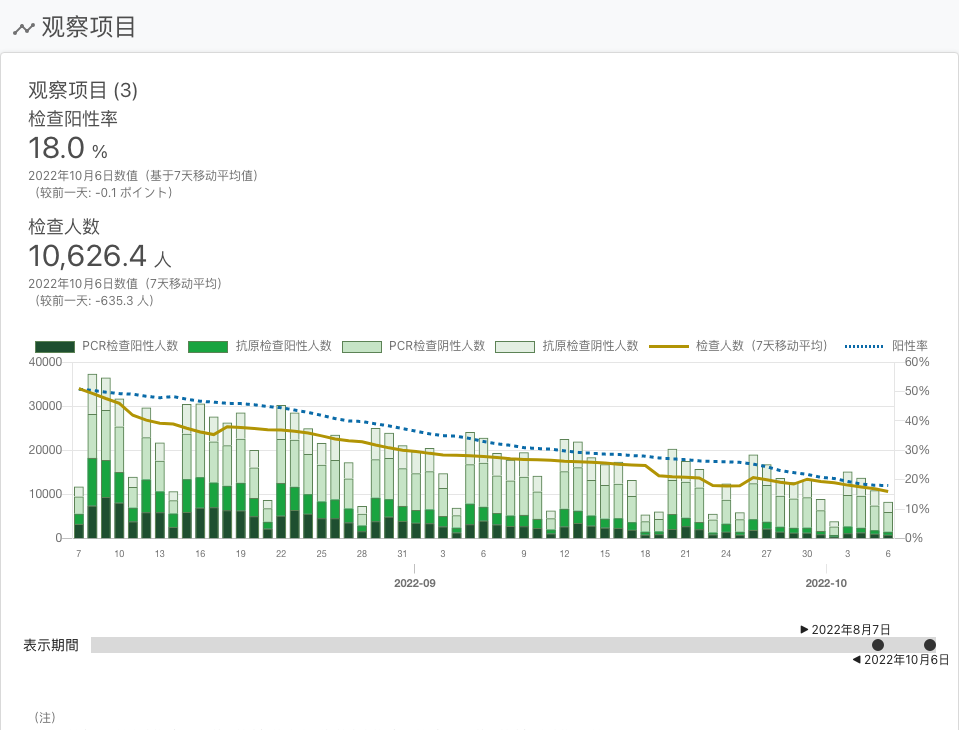 观察项目
观察项目 (3)
检查阳性率
18.0 %
2022年10月6日数值（基于7天移动平均值）
（较前一天: -0.1 ポイント）
检查人数
10,626.4 人
2022年10月6日数值（7天移动平均）
（较前一天: -635.3 人）
PCR检查阳性人数 抗原检查阳性人数 PCR检查阴性人数 抗原检查阴性人数 检查人数（7天移动平均） 阳性率
40000 60%
50%
30000
40%
20000 30%
20%
10000
10%
0 0%
7 10 13 16 19 22 25 28 31 3 6 9 12 15 18 21 24 27 30 3 6
2022-09 2022-10
▶ 2022年8月7日
表示期間
◀ 2022年10月6日
（注）